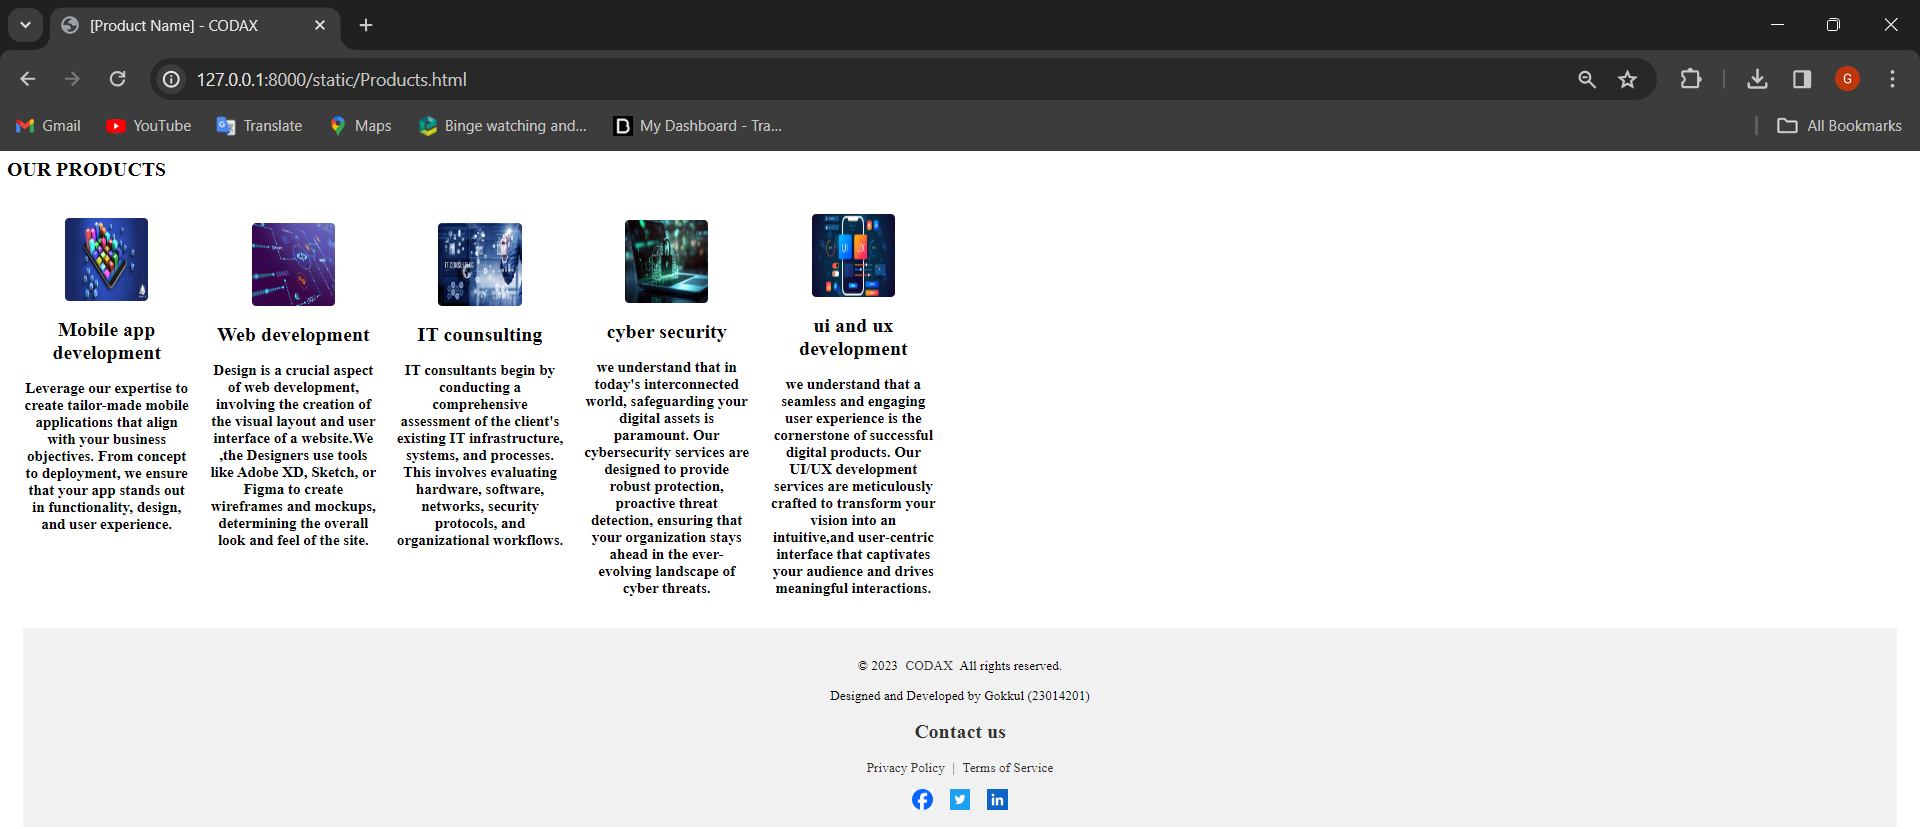 [Product Name] - CODAX
127.0.0.1:8000/static/Products.html
G
Gmail
YouTube
Translate
Maps
Binge watching and...
My Dashboard - Tra...
All Bookmarks
OUR PRODUCTS
IT CONSULTING
UI UX
Mobile app
development
Leverage our expertise to
create tailor-made mobile
applications that align
with your business
objectives. From concept
to deployment, we ensure
that your app stands out
in functionality, design,
and user experience.
Web development
Design is a crucial aspect
of web development,
involving the creation of
the visual layout and user
interface of a website.We
,the Designers use tools
like Adobe XD, Sketch, or
Figma to create
wireframes and mockups,
determining the overall
look and feel of the site.
IT counsulting
IT consultants begin by
conducting a
comprehensive
assessment of the client's
existing IT infrastructure,
systems, and processes.
This involves evaluating
hardware, software,
networks, security
protocols, and
organizational workflows.
cyber security
we understand that in
today's interconnected
world, safeguarding your
digital assets is
paramount. Our
cybersecurity services are
designed to provide
robust protection,
proactive threat
detection, ensuring that
your organization stays
ahead in the ever-
evolving landscape of
cyber threats.
ui and ux
development
we understand that a
seamless and engaging
user experience is the
cornerstone of successful
digital products. Our
UI/UX development
services are meticulously
crafted to transform your
vision into an
intuitive,and user-centric
interface that captivates
your audience and drives
meaningful interactions.
© 2023 CODAX All rights reserved.
Designed and Developed by Gokkul (23014201)
Contact us
Privacy Policy | Terms of Service